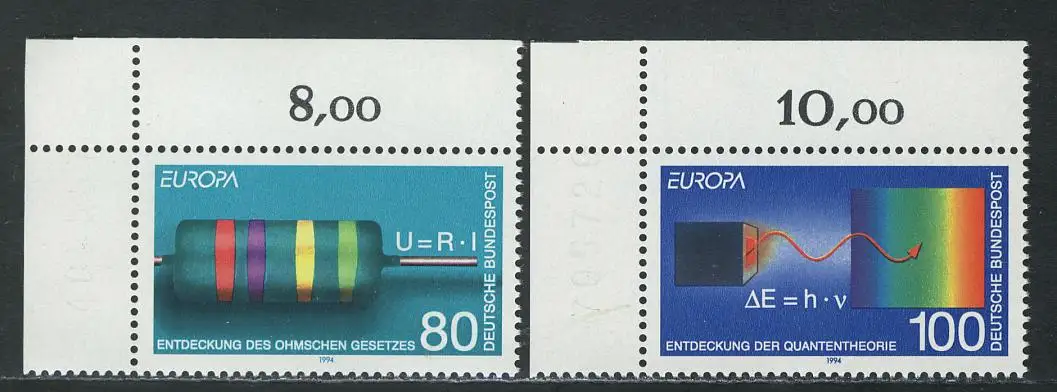 8,00
EUROPA
U=R·I
80
DEUTSCHE BUNDESPOST
ENTDECKUNG DES OHMSCHEN GESETZES
1994
10,00
EUROPA
ΔE=h·ν
100
DEUTSCHE BUNDESPOST
ENTDECKUNG DER QUANTENTHEORIE
1994